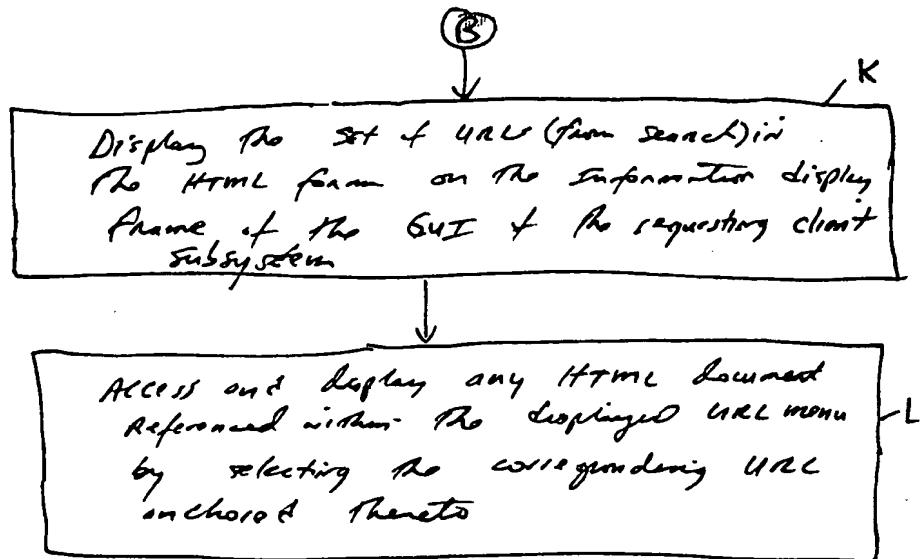 B
K
Display the set of URLs (from search) in
the HTML form on the Information display
frame of the GUI of the requesting client
subsystem
Access and display any HTML document
Referenced within the displayed URL menu
L
by selecting the corresponding URL
anchored thereto